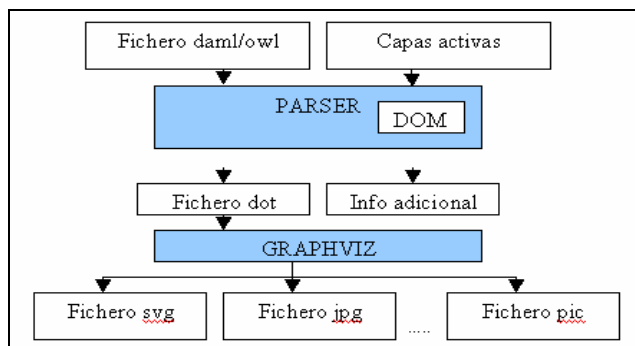 Fichero daml/owl
Capas activas
PARSER
DOM
Fichero dot
Info adicional
GRAPHVIZ
Fichero svg
Fichero jpg
.....
Fichero pic